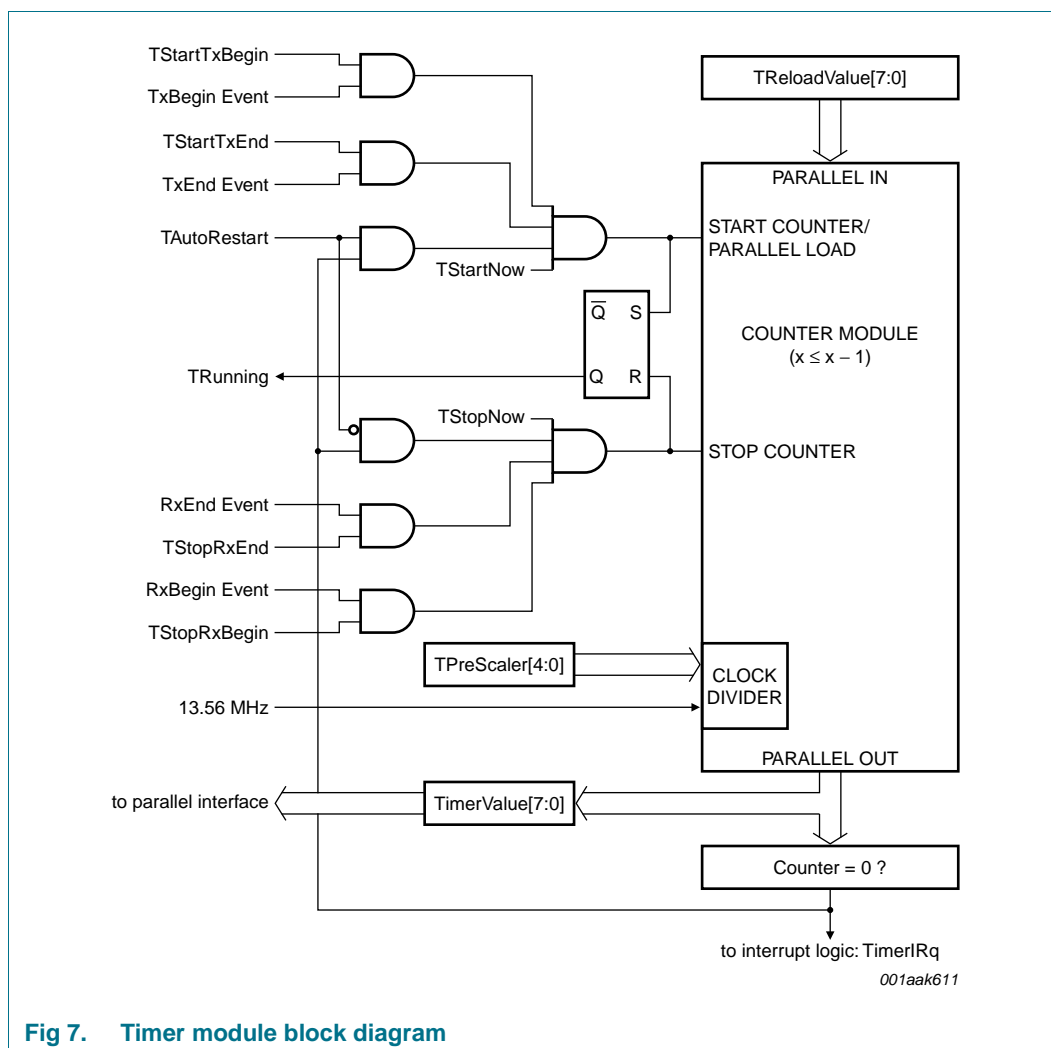 TStartTxBegin
TxBegin Event
TStartTxEnd
TxEnd Event
TAutoRestart
TStartNow
TReloadValue[7:0]
PARALLEL IN
START COUNTER/
PARALLEL LOAD
Q̅ S
Q R
COUNTER MODULE
(x ≤ x − 1)
TRunning
TStopNow
STOP COUNTER
RxEnd Event
TStopRxEnd
RxBegin Event
TStopRxBegin
TPreScaler[4:0]
CLOCK
DIVIDER
13.56 MHz
PARALLEL OUT
to parallel interface
TimerValue[7:0]
Counter = 0 ?
to interrupt logic: TimerIRq
001aak611
Fig 7. Timer module block diagram